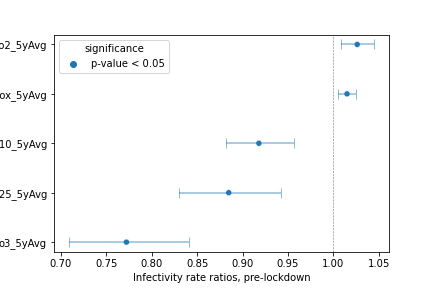 significance
p-value < 0.05
o2_5yAvg
ox_5yAvg
10_5yAvg
25_5yAvg
o3_5yAvg
0.70 0.75 0.80 0.85 0.90 0.95 1.00 1.05
Infectivity rate ratios, pre-lockdown